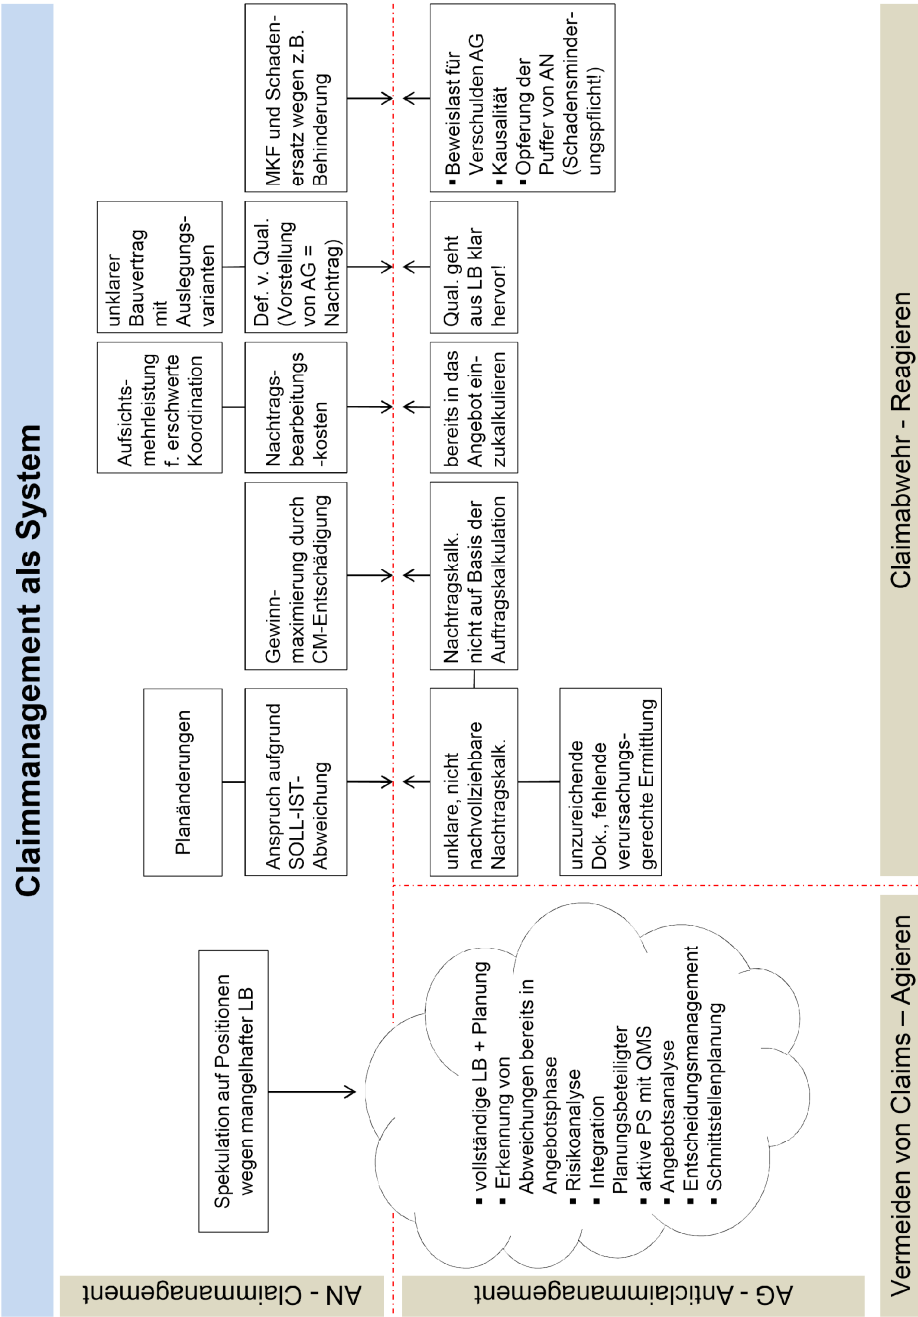 Claimmanagement als System
AN - Claimmanagement
Spekulation auf Positionen
wegen mangelhafter LB
Planänderungen
Anspruch aufgrund
SOLL-IST-
Abweichung
Gewinn-
maximierung durch
CM-Entschädigung
Aufsichts-
mehrleistung
f. erschwerte
Koordination
Nachtrags-
bearbeitungs
-kosten
unklarer
Bauvertrag
mit
Auslegungs-
varianten
Def. v. Qual.
(Vorstellung
von AG =
Nachtrag)
MKF und Schaden-
ersatz wegen z.B.
Behinderung
AG - Anticlaimmanagement
▪ vollständige LB + Planung
▪ Erkennung von
Abweichungen bereits in
Angebotsphase
▪ Risikoanalyse
▪ Integration
Planungsbeteiligter
▪ aktive PS mit QMS
▪ Angebotsanalyse
▪ Entscheidungsmanagement
▪ Schnittstellenplanung
unklare, nicht
nachvollziehbare
Nachtragskalk.
unzureichende
Dok., fehlende
verursachungs-
gerechte Ermittlung
Nachtragskalk.
nicht auf Basis der
Auftragskalkulation
bereits in das
Angebot ein-
zukalkulieren
Qual. geht
aus LB klar
hervor!
▪ Beweislast für
Verschulden AG
▪ Kausalität
▪ Opferung der
Puffer von AN
(Schadensminder-
ungspflicht!)
Vermeiden von Claims – Agieren
Claimabwehr - Reagieren